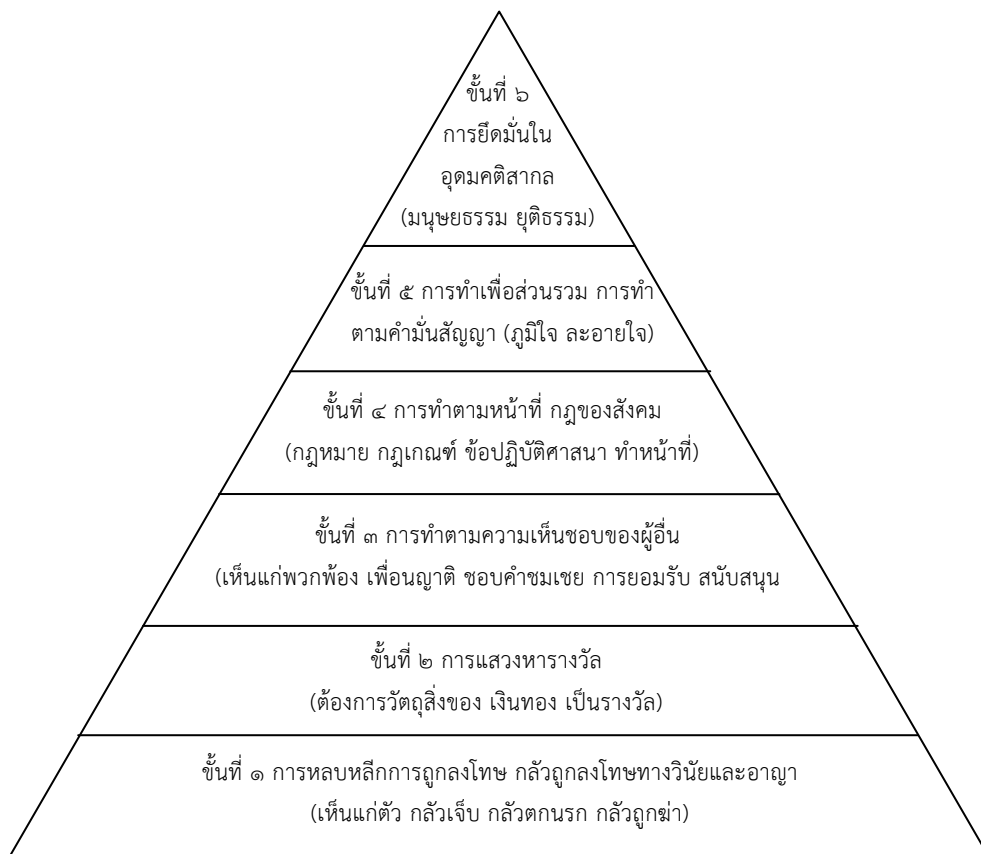 ขั้นที่ ๖
การยึดมั่นใน
อุดมคติสากล
(มนุษยธรรม ยุติธรรม)
ขั้นที่ ๕ การทำเพื่อส่วนรวม การทำ
ตามคำมั่นสัญญา (ภูมิใจ ละอายใจ)
ขั้นที่ ๔ การทำตามหน้าที่ กฎของสังคม
(กฎหมาย กฎเกณฑ์ ข้อปฏิบัติศาสนา ทำหน้าที่)
ขั้นที่ ๓ การทำตามความเห็นชอบของผู้อื่น
(เห็นแก่พวกพ้อง เพื่อนญาติ ชอบคำชมเชย การยอมรับ สนับสนุน
ขั้นที่ ๒ การแสวงหารางวัล
(ต้องการวัตถุสิ่งของ เงินทอง เป็นรางวัล)
ขั้นที่ ๑ การหลบหลีกการถูกลงโทษ กลัวถูกลงโทษทางวินัยและอาญา
(เห็นแก่ตัว กลัวเจ็บ กลัวตกนรก กลัวถูกฆ่า)